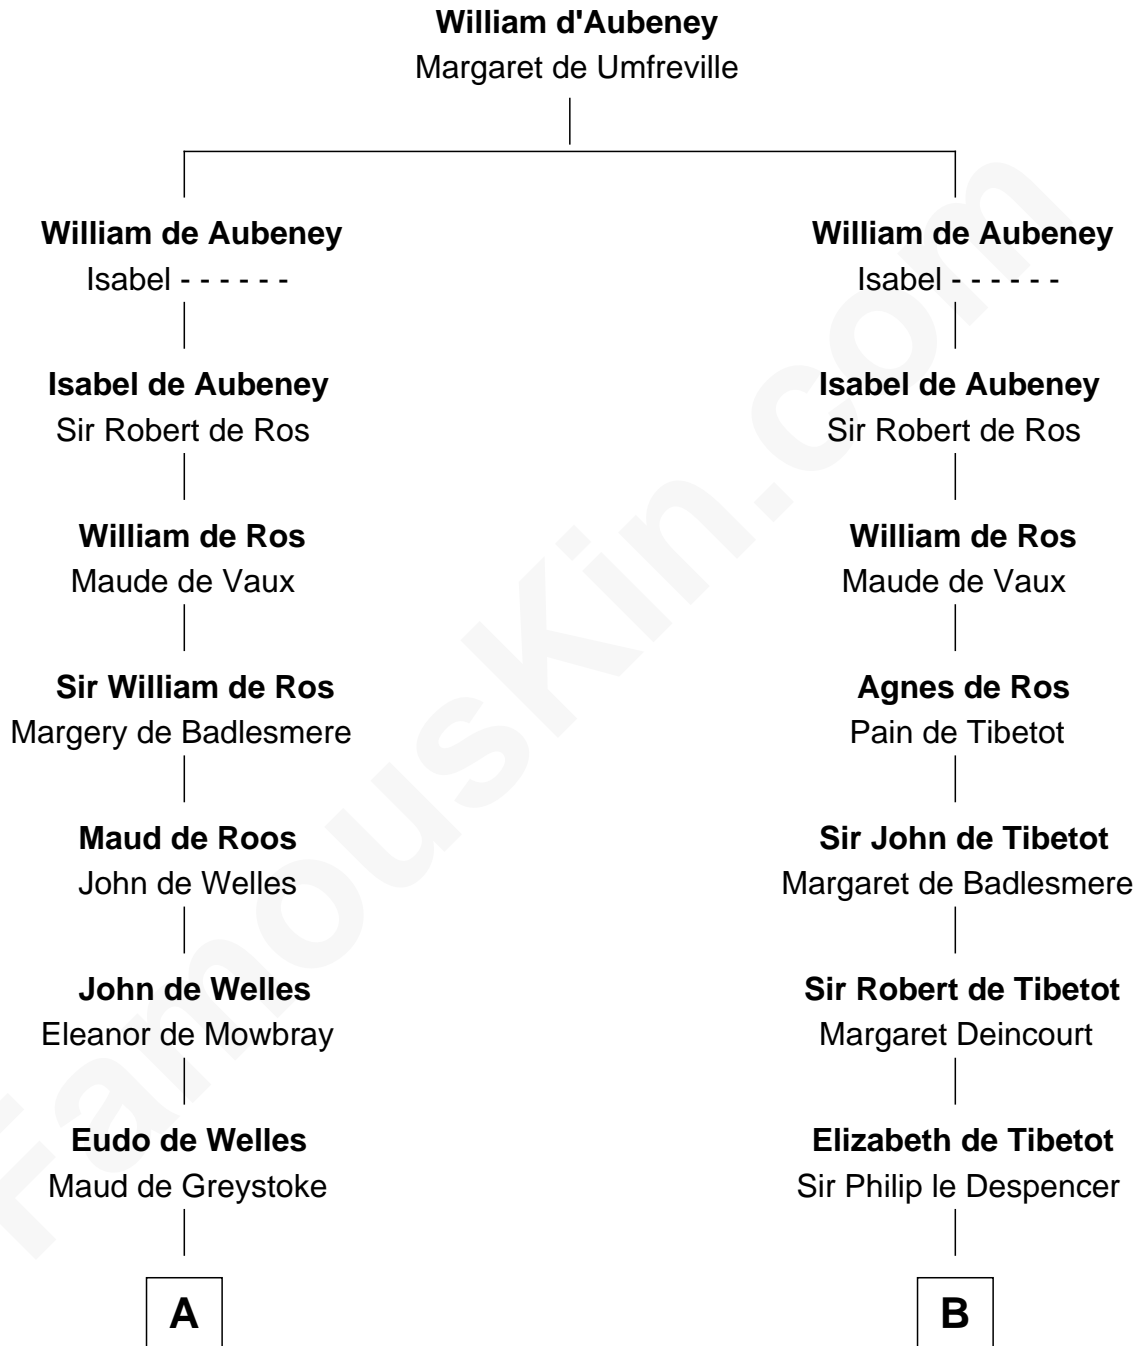 William d'Aubeney
Margaret de Umfreville
William de Aubeney
Isabel - - - - - -
Isabel de Aubeney
Sir Robert de Ros
William de Ros
Maude de Vaux
Sir William de Ros
Margery de Badlesmere
Maud de Roos
John de Welles
John de Welles
Eleanor de Mowbray
Eudo de Welles
Maud de Greystoke
A
William de Aubeney
Isabel - - - - - -
Isabel de Aubeney
Sir Robert de Ros
William de Ros
Maude de Vaux
Agnes de Ros
Pain de Tibetot
Sir John de Tibetot
Margaret de Badlesmere
Sir Robert de Tibetot
Margaret Deincourt
Elizabeth de Tibetot
Sir Philip le Despencer
B
FamousKin.com